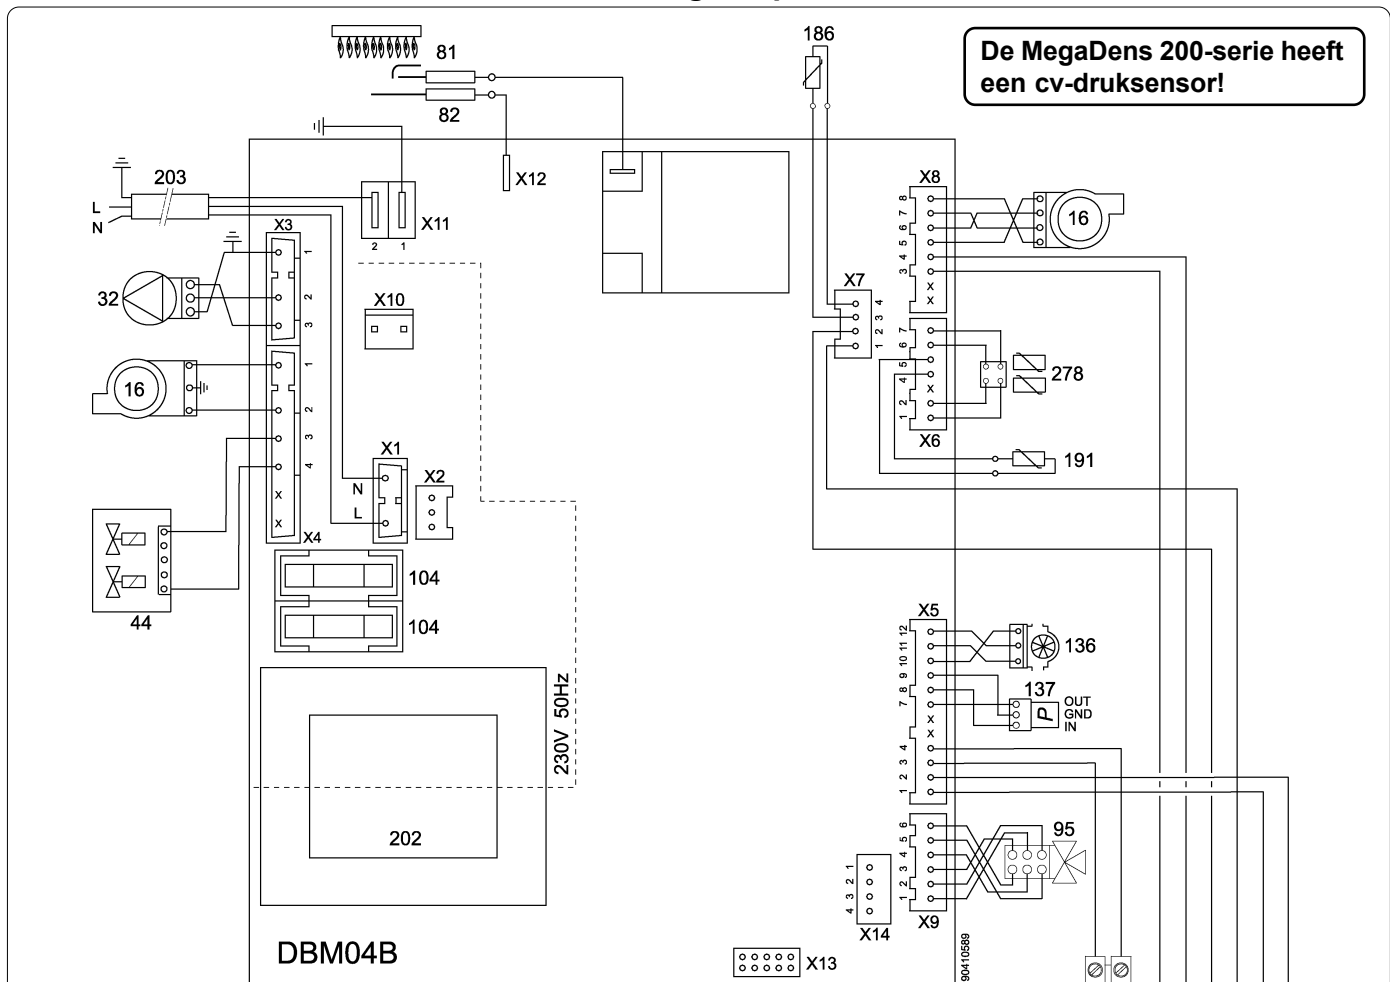 De MegaDens 200-serie heeft
een cv-druksensor!
186
81
82
X12
203
L
N
X11
2 1
X3
1
2
3
32
X10
16
1
2
3
4
X
X
X4
X1
N
L
X2
44
104
104
230V 50Hz
202
DBM04B
X8
8
7
6
5
4
3
X
X
16
X7
4
3
2
1
7
6
5
4
X
2
1
X6
278
191
X5
12
11
10
9
8
7
X
X
4
3
2
1
136
137
P
OUT
GND
IN
95
6
5
4
3
2
1
X9
1
2
3
4
X14
X13
90410589